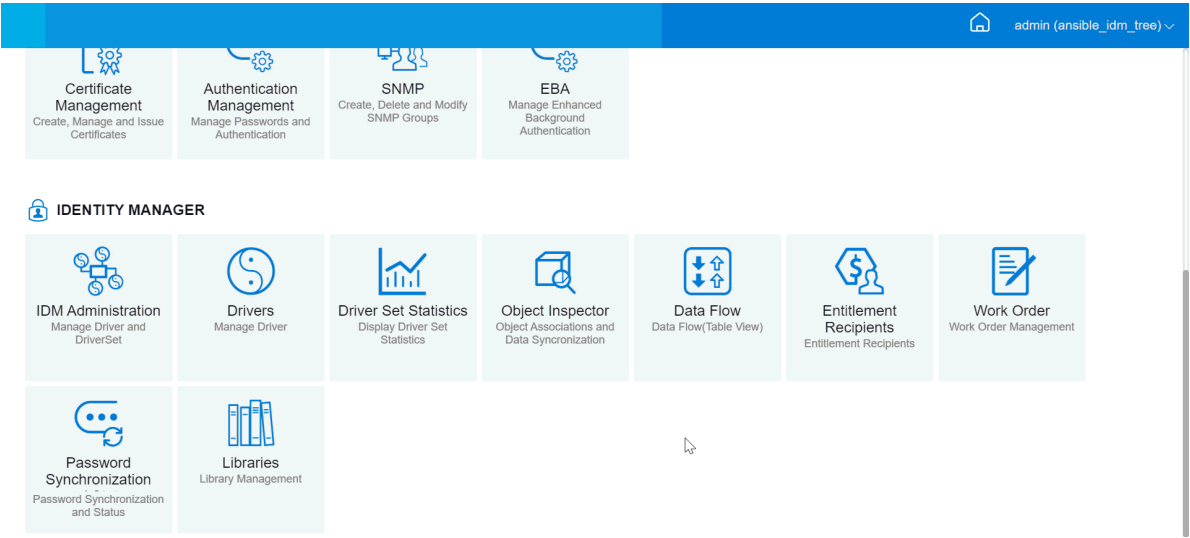 admin (ansible_idm_tree)
Certificate
Management
Create, Manage and Issue
Certificates
Authentication
Management
Manage Passwords and
Authentication
SNMP
Create, Delete and Modify
SNMP Groups
EBA
Manage Enhanced
Background
Authentication
IDENTITY MANAGER
IDM Administration
Manage Driver and
DriverSet
Drivers
Manage Driver
Driver Set Statistics
Display Driver Set
Statistics
Object Inspector
Object Associations and
Data Syncronization
Data Flow
Data Flow(Table View)
Entitlement
Recipients
Entitlement Recipients
Work Order
Work Order Management
Password
Synchronization
Password Synchronization
and Status
Libraries
Library Management